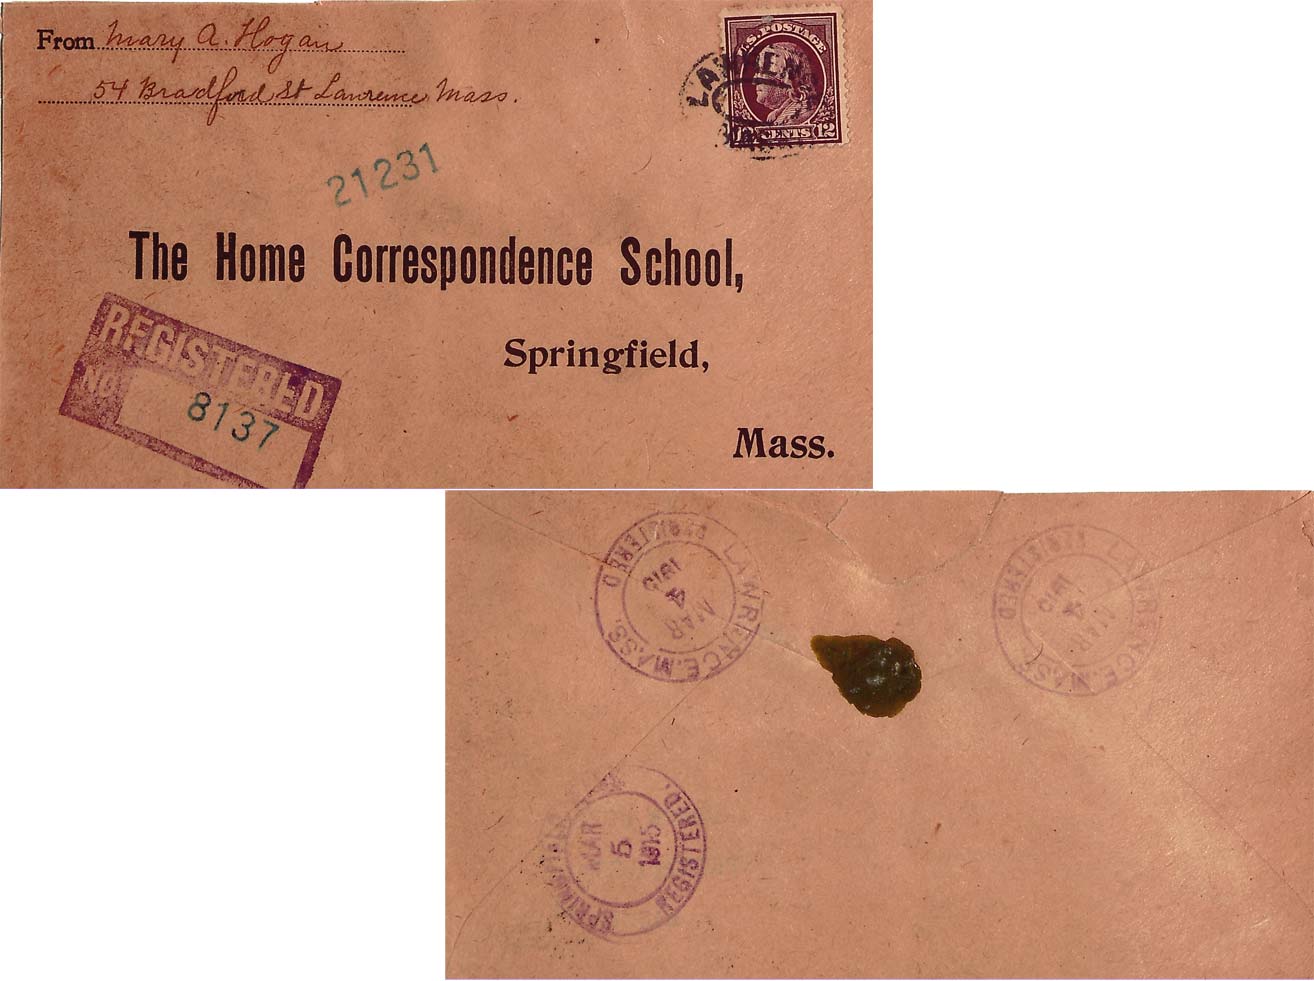 From Mary A. Hogan
54 Bradford St Lawrence Mass.
U.S. POSTAGE
CENTS 12
LAWRENCE
21231
The Home Correspondence School,
Springfield,
Mass.
REGISTERED
NO.
8137
LAWRENCE. MASS.
REGISTERED
MAR
4
1915
LAWRENCE. MASS.
REGISTERED
MAR
4
1915
REGISTERED.
MAR
5
1915